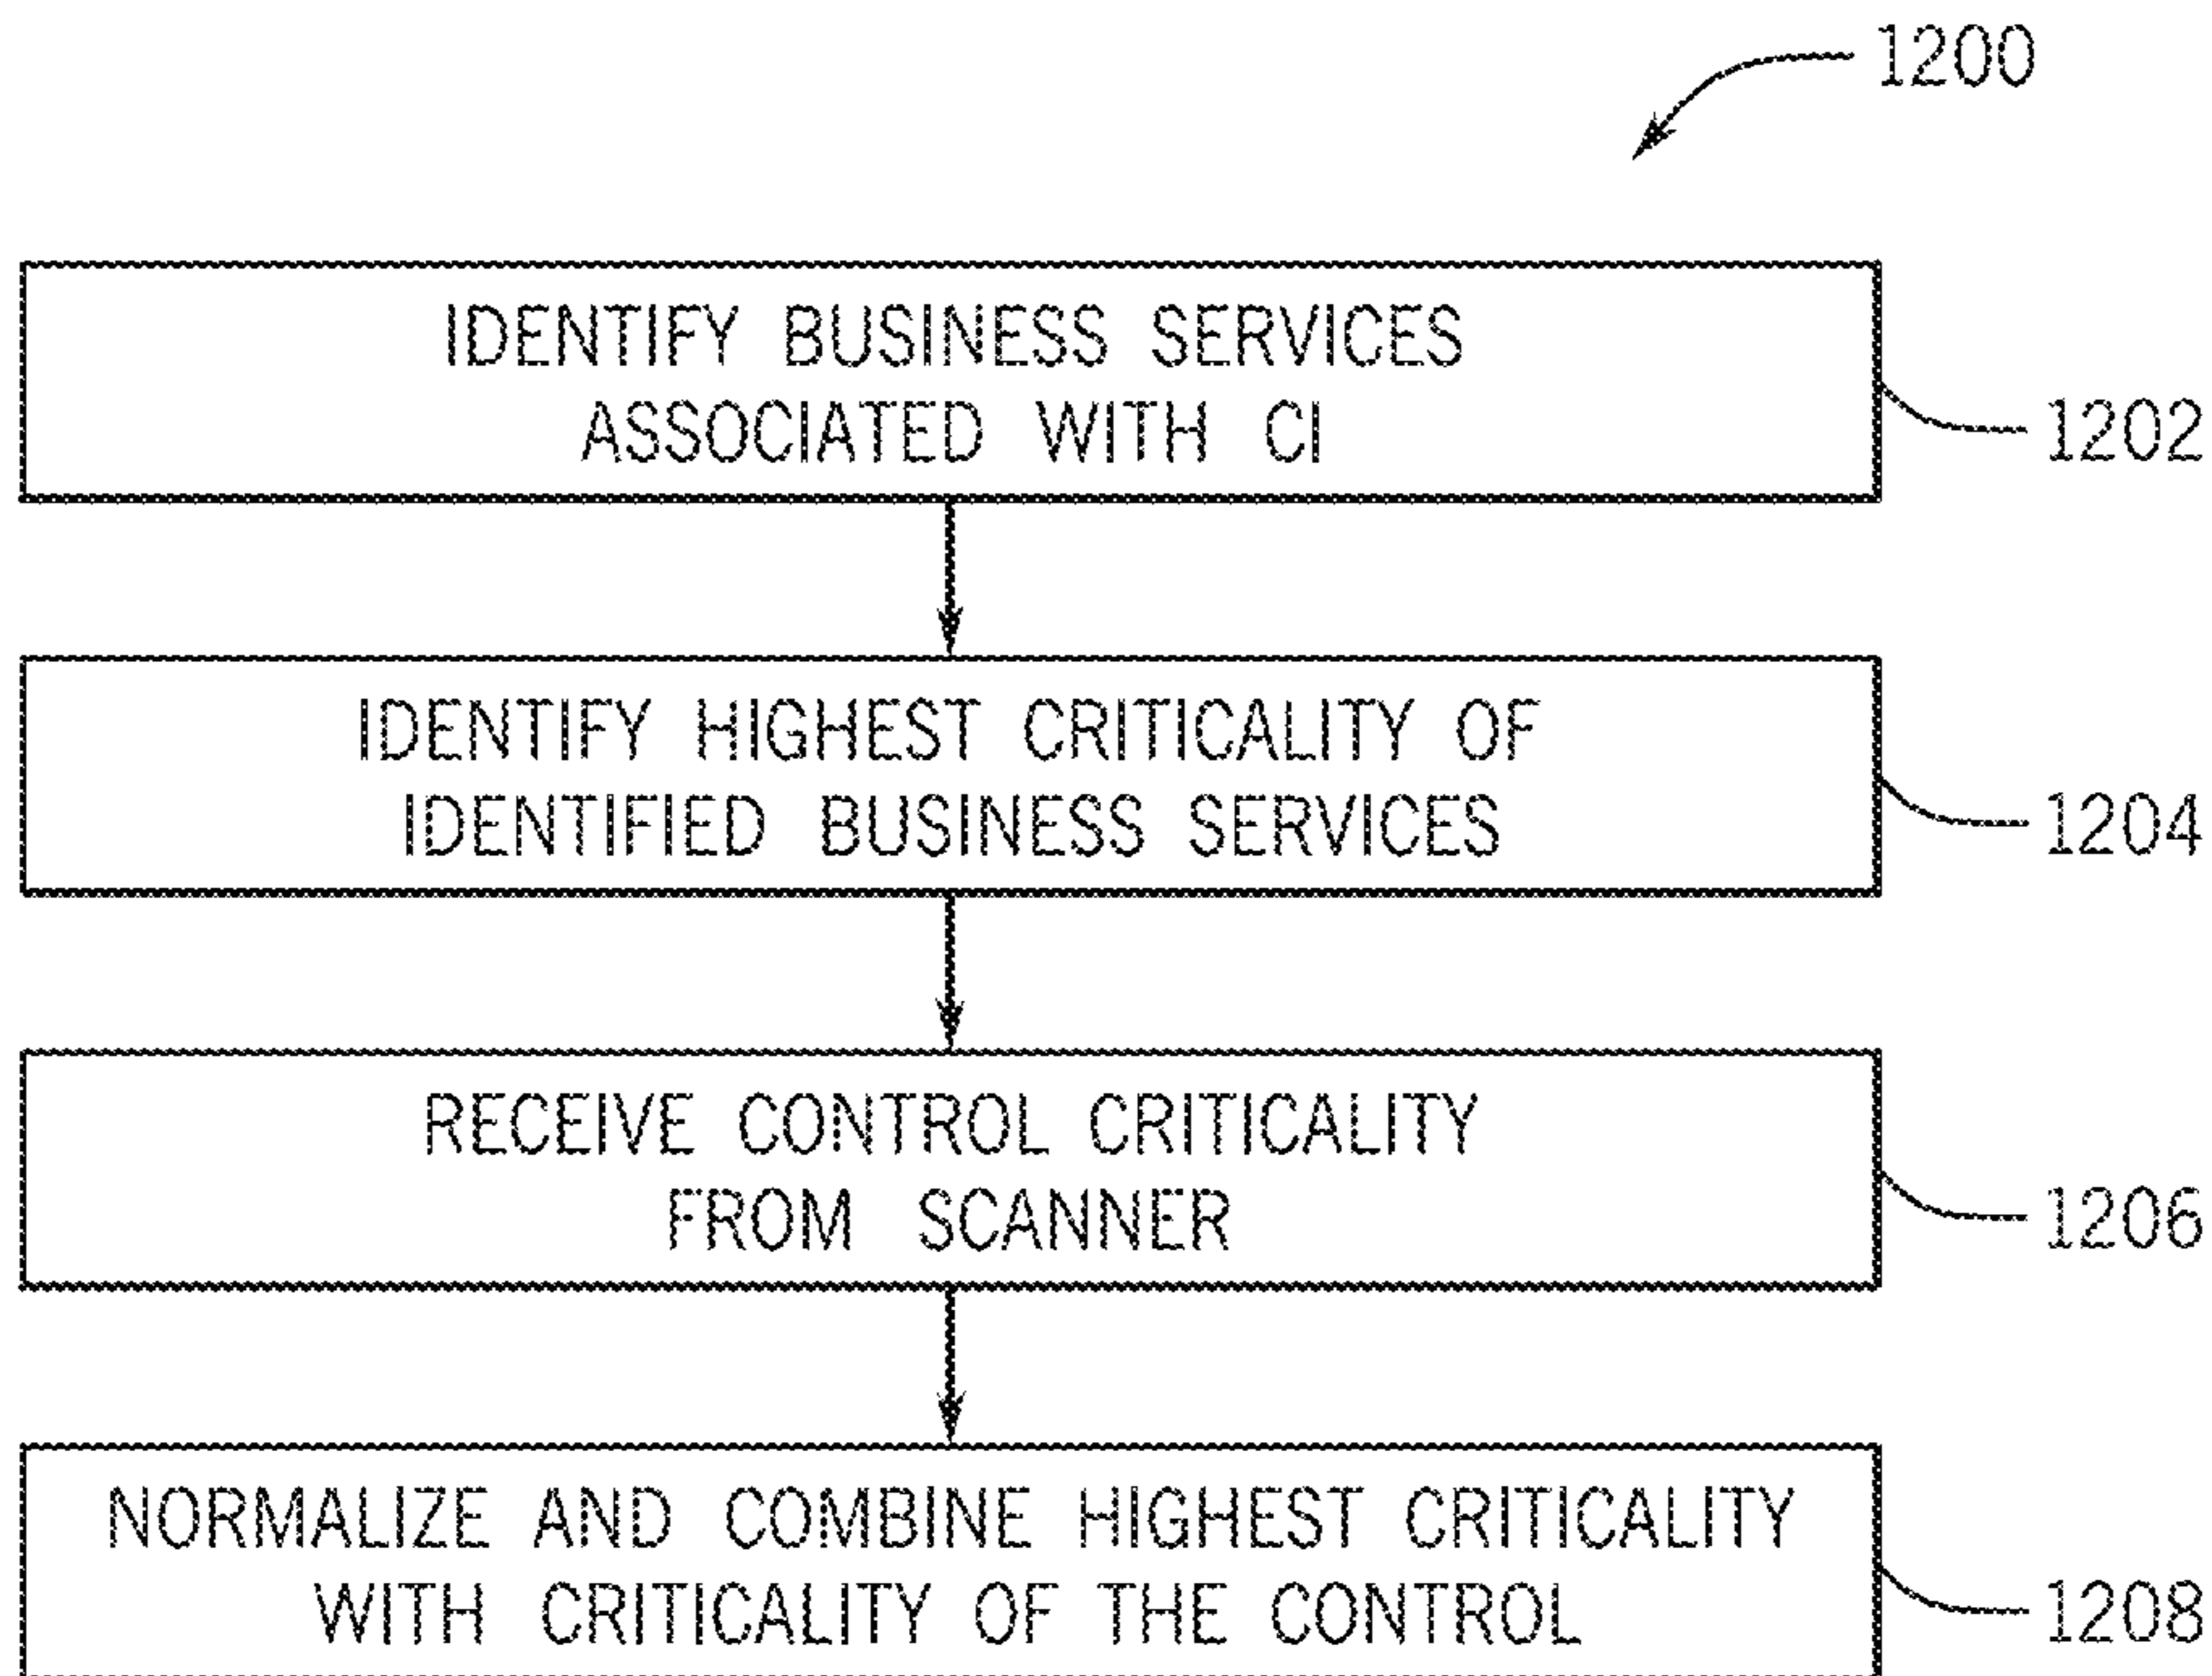 1200
IDENTIFY BUSINESS SERVICES
ASSOCIATED WITH CI
1202
IDENTIFY HIGHEST CRITICALITY OF
IDENTIFIED BUSINESS SERVICES
1204
RECEIVE CONTROL CRITICALITY
FROM SCANNER
1206
NORMALIZE AND COMBINE HIGHEST CRITICALITY
WITH CRITICALITY OF THE CONTROL
1208